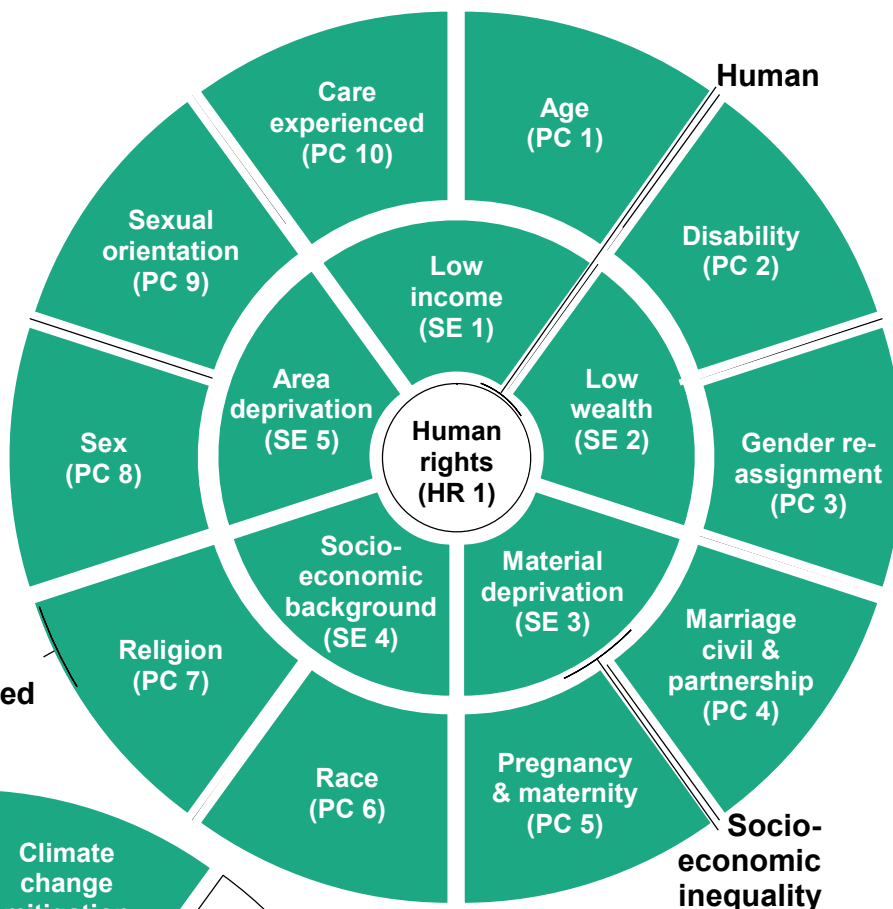 Human
Care
experienced
(PC 10)
Age
(PC 1)
Sexual
orientation
(PC 9)
Disability
(PC 2)
Low
income
(SE 1)
Area
deprivation
(SE 5)
Low
wealth
(SE 2)
Sex
(PC 8)
Human
rights
(HR 1)
Gender re-
assignment
(PC 3)
Socio-
economic
background
(SE 4)
Material
deprivation
(SE 3)
Religion
(PC 7)
Marriage
civil &
partnership
(PC 4)
ed
Race
(PC 6)
Pregnancy
& maternity
(PC 5)
Socio-
economic
inequality
Climate
change
mitigation